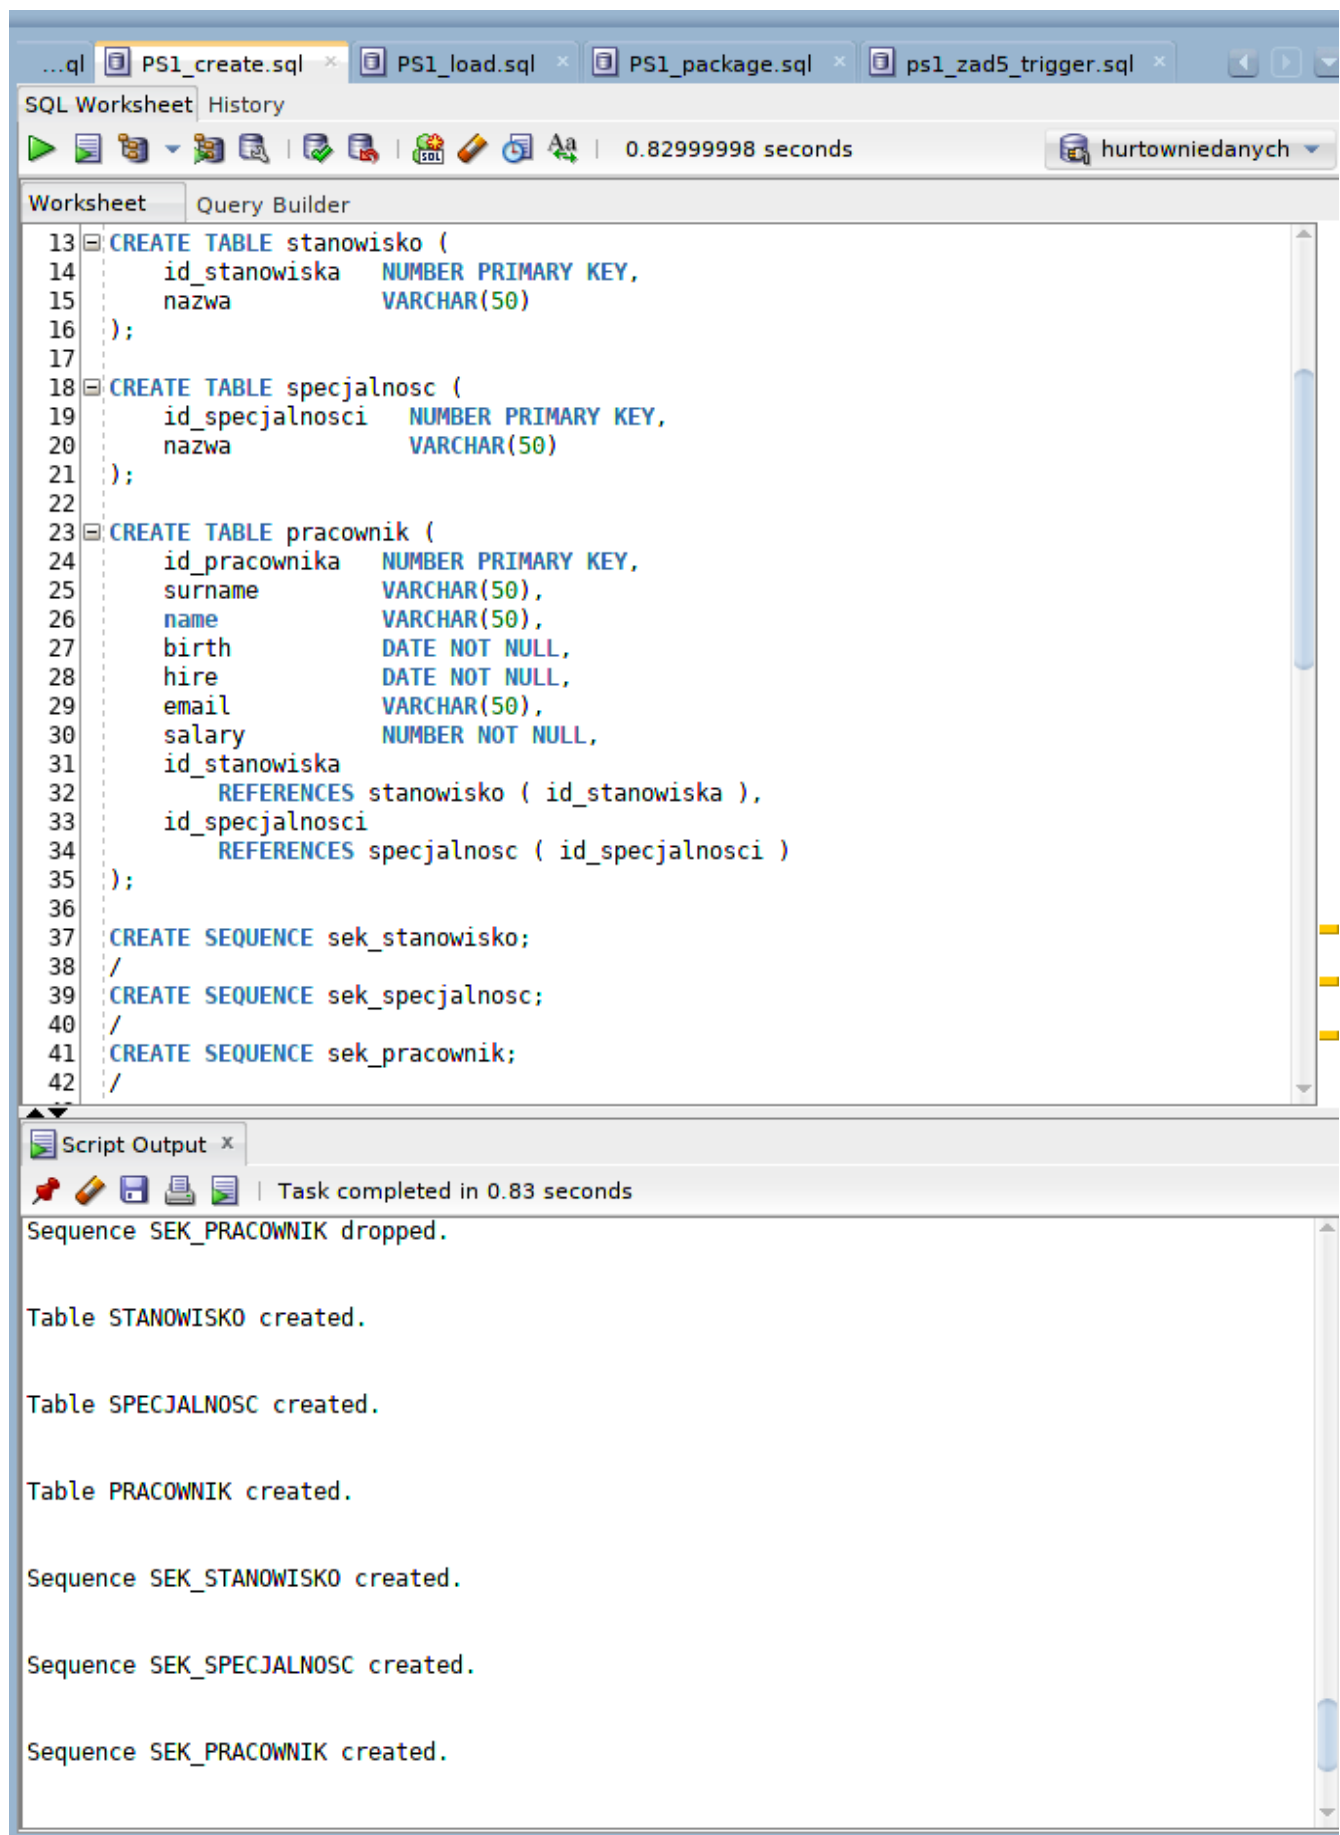 ...ql PS1_create.sql PS1_load.sql PS1_package.sql ps1_zad5_trigger.sql
SQL Worksheet History
0.82999998 seconds hurtowniedanych
Worksheet Query Builder
13 CREATE TABLE stanowisko (
14 id_stanowiska NUMBER PRIMARY KEY,
15 nazwa VARCHAR(50)
16 );
17
18 CREATE TABLE specjalnosc (
19 id_specjalnosci NUMBER PRIMARY KEY,
20 nazwa VARCHAR(50)
21 );
22
23 CREATE TABLE pracownik (
24 id_pracownika NUMBER PRIMARY KEY,
25 surname VARCHAR(50),
26 name VARCHAR(50),
27 birth DATE NOT NULL,
28 hire DATE NOT NULL,
29 email VARCHAR(50),
30 salary NUMBER NOT NULL,
31 id_stanowiska
32 REFERENCES stanowisko ( id_stanowiska ),
33 id_specjalnosci
34 REFERENCES specjalnosc ( id_specjalnosci )
35 );
36
37 CREATE SEQUENCE sek_stanowisko;
38 /
39 CREATE SEQUENCE sek_specjalnosc;
40 /
41 CREATE SEQUENCE sek_pracownik;
42 /
Script Output x
Task completed in 0.83 seconds
Sequence SEK_PRACOWNIK dropped.
Table STANOWISKO created.
Table SPECJALNOSC created.
Table PRACOWNIK created.
Sequence SEK_STANOWISKO created.
Sequence SEK_SPECJALNOSC created.
Sequence SEK_PRACOWNIK created.